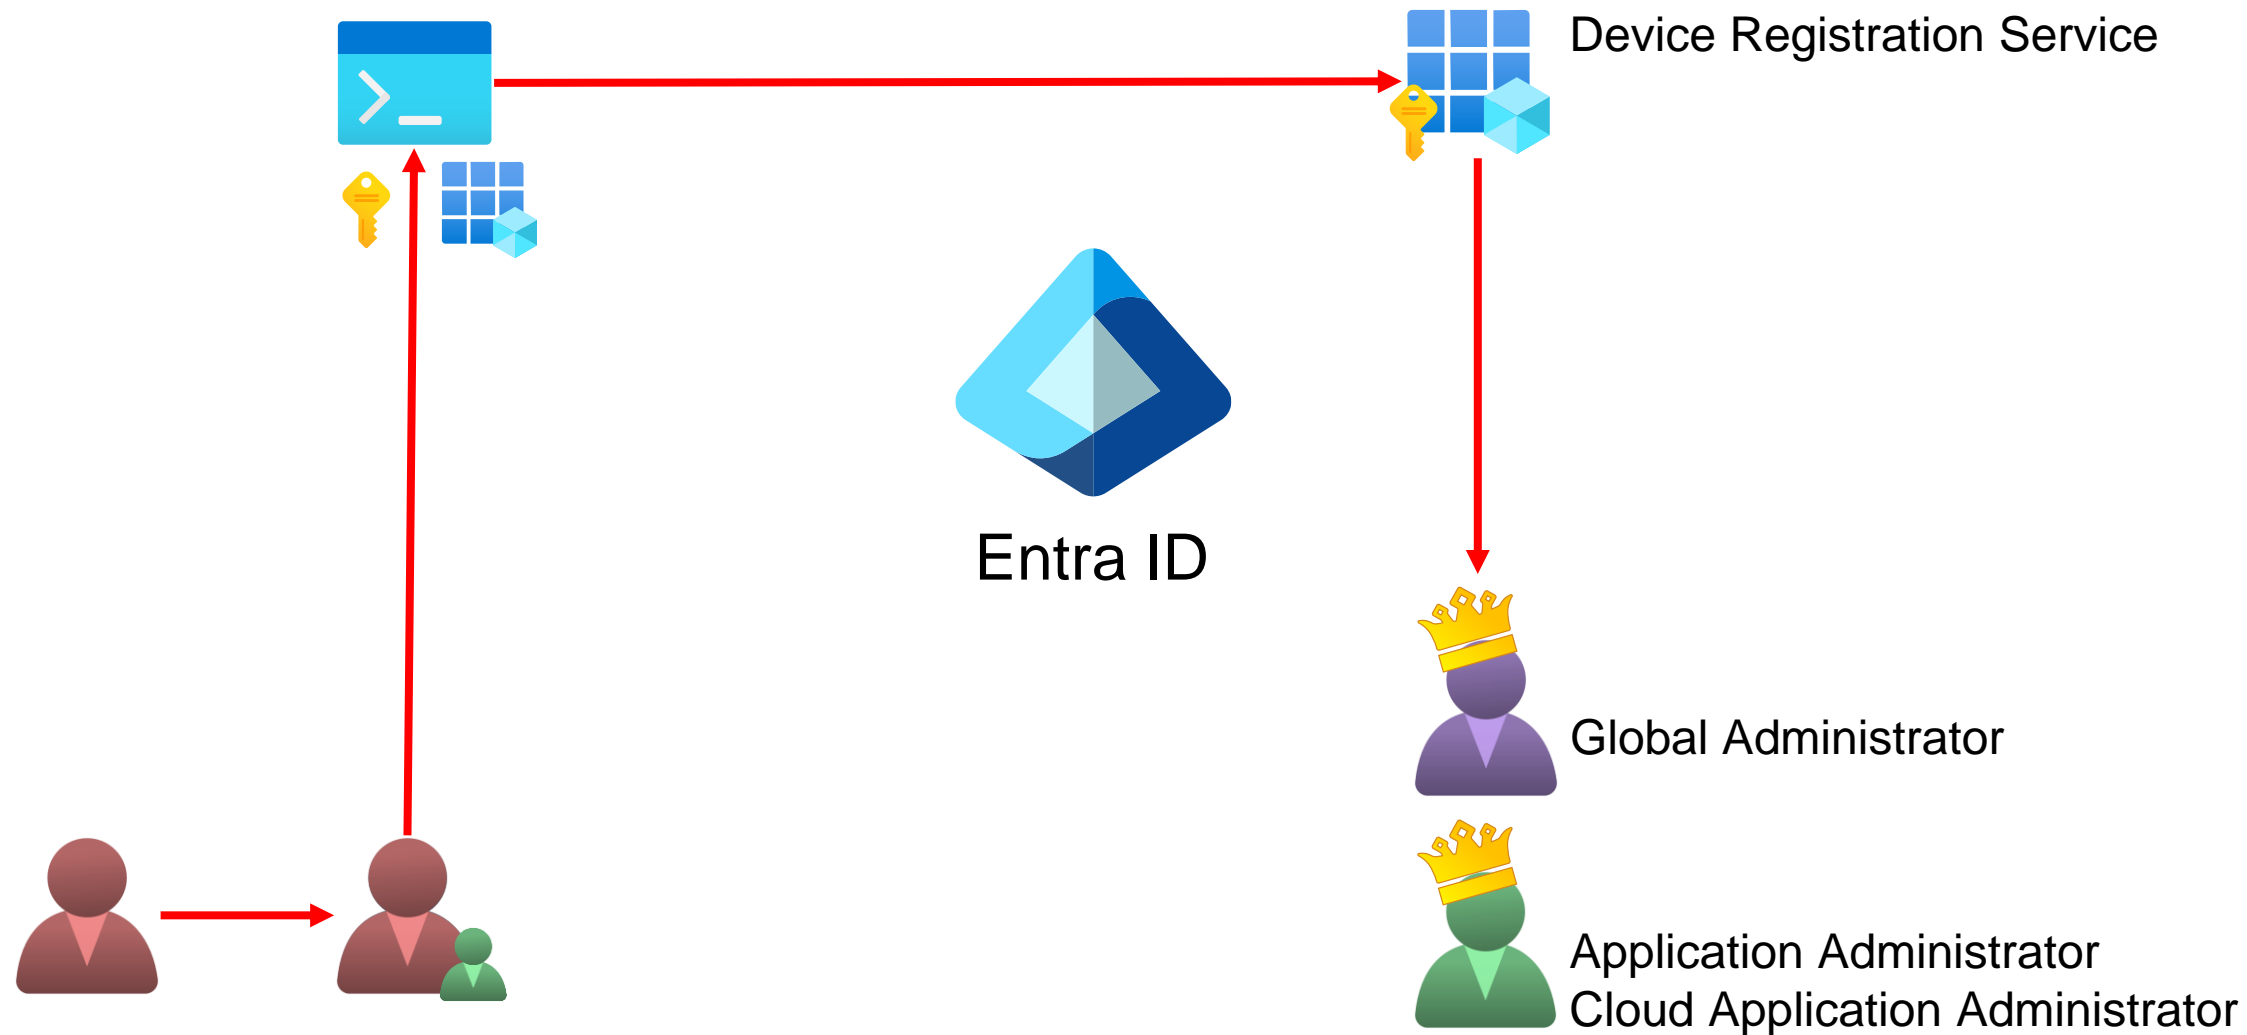 Device Registration Service
Entra ID
Global Administrator
Application Administrator
Cloud Application Administrator